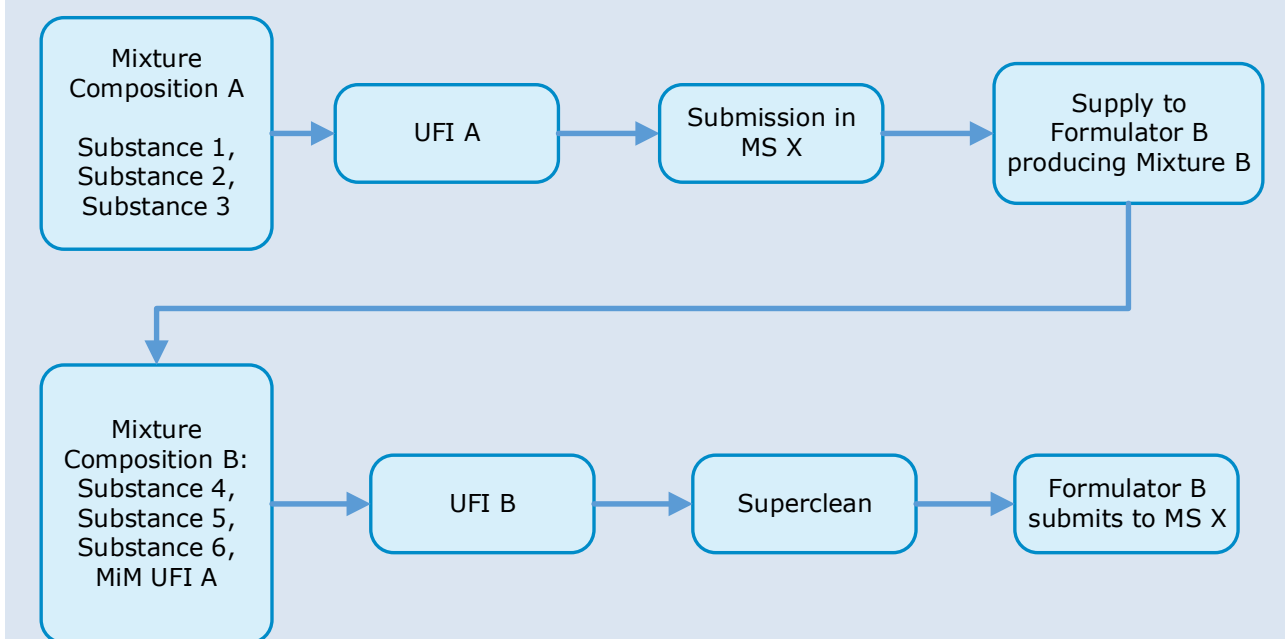 Mixture
Composition A
Substance 1,
Substance 2,
Substance 3
UFI A
Submission in
MS X
Supply to
Formulator B
producing Mixture B
Mixture
Composition B:
Substance 4,
Substance 5,
Substance 6,
MiM UFI A
UFI B
Superclean
Formulator B
submits to MS X